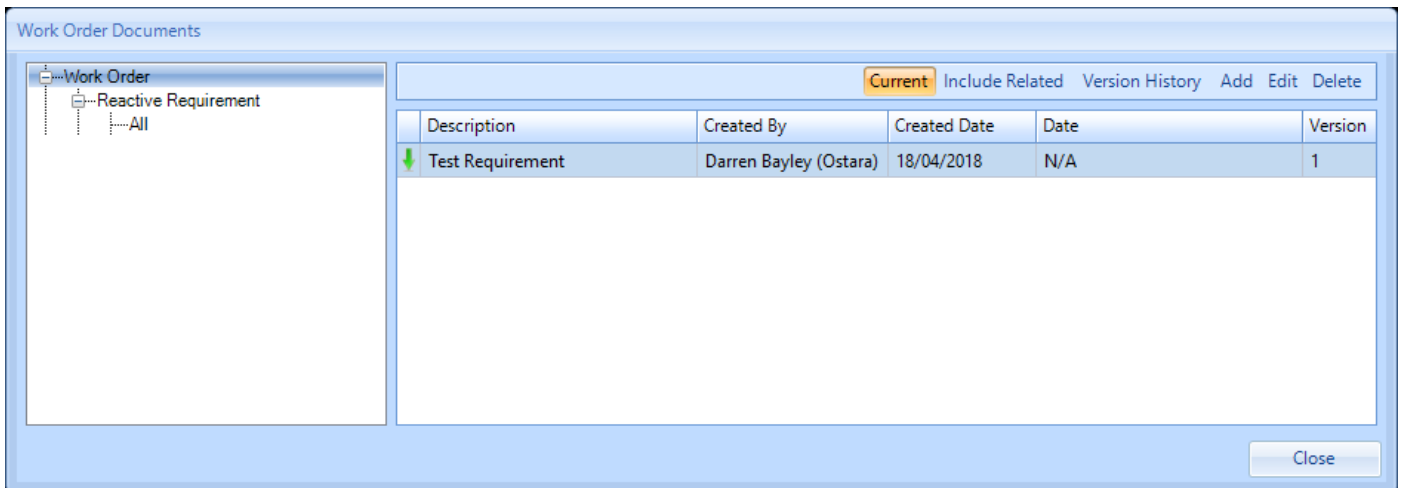 Work Order Documents
Work Order
Reactive Requirement
All
Current Include Related Version History Add Edit Delete
Description Created By Created Date Date Version
Test Requirement Darren Bayley (Ostara) 18/04/2018 N/A 1
Close